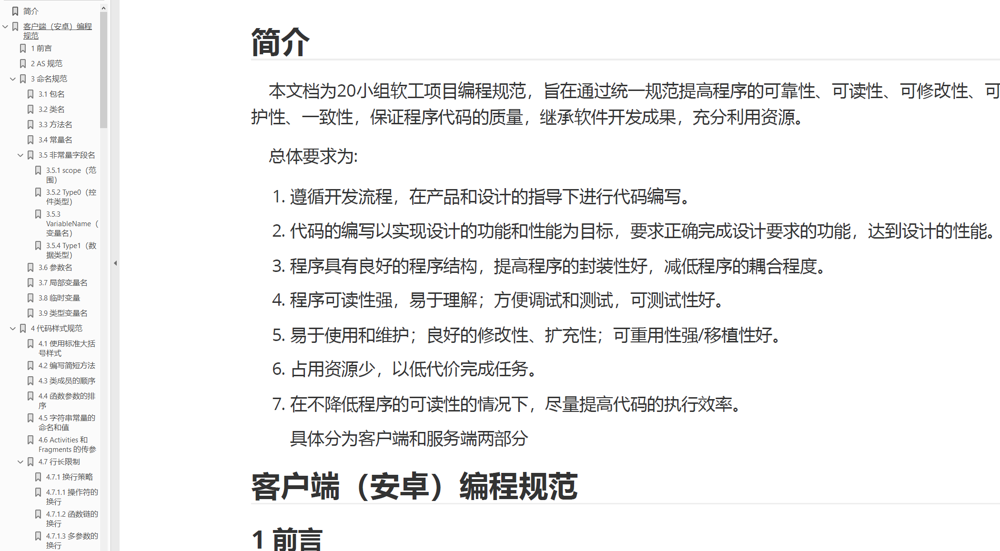 简介
客户端（安卓）编程
规范
1 前言
2 AS 规范
3 命名规范
3.1 包名
3.2 类名
3.3 方法名
3.4 常量名
3.5 非常量字段名
3.5.1 scope（范
围）
3.5.2 Type0（控
件类型）
3.5.3
VariableName（
变量名）
3.5.4 Type1（数
据类型）
3.6 参数名
3.7 局部变量名
3.8 临时变量
3.9 类型变量名
4 代码样式规范
4.1 使用标准大括
号样式
4.2 编写简短方法
4.3 类成员的顺序
4.4 函数参数的排
序
4.5 字符串常量的
命名和值
4.6 Activities 和
Fragments 的传参
4.7 行长限制
4.7.1 换行策略
4.7.1.1 操作符的
换行
4.7.1.2 函数链的
换行
4.7.1.3 多参数的
换行
简介
本文档为20小组软工项目编程规范，旨在通过统一规范提高程序的可靠性、可读性、可修改性、可
护性、一致性，保证程序代码的质量，继承软件开发成果，充分利用资源。
总体要求为:
1. 遵循开发流程，在产品和设计的指导下进行代码编写。
2. 代码的编写以实现设计的功能和性能为目标，要求正确完成设计要求的功能，达到设计的性能。
3. 程序具有良好的程序结构，提高程序的封装性好，减低程序的耦合程度。
4. 程序可读性强，易于理解；方便调试和测试，可测试性好。
5. 易于使用和维护；良好的修改性、扩充性；可重用性强/移植性好。
6. 占用资源少，以低代价完成任务。
7. 在不降低程序的可读性的情况下，尽量提高代码的执行效率。
具体分为客户端和服务端两部分
客户端（安卓）编程规范
1 前言